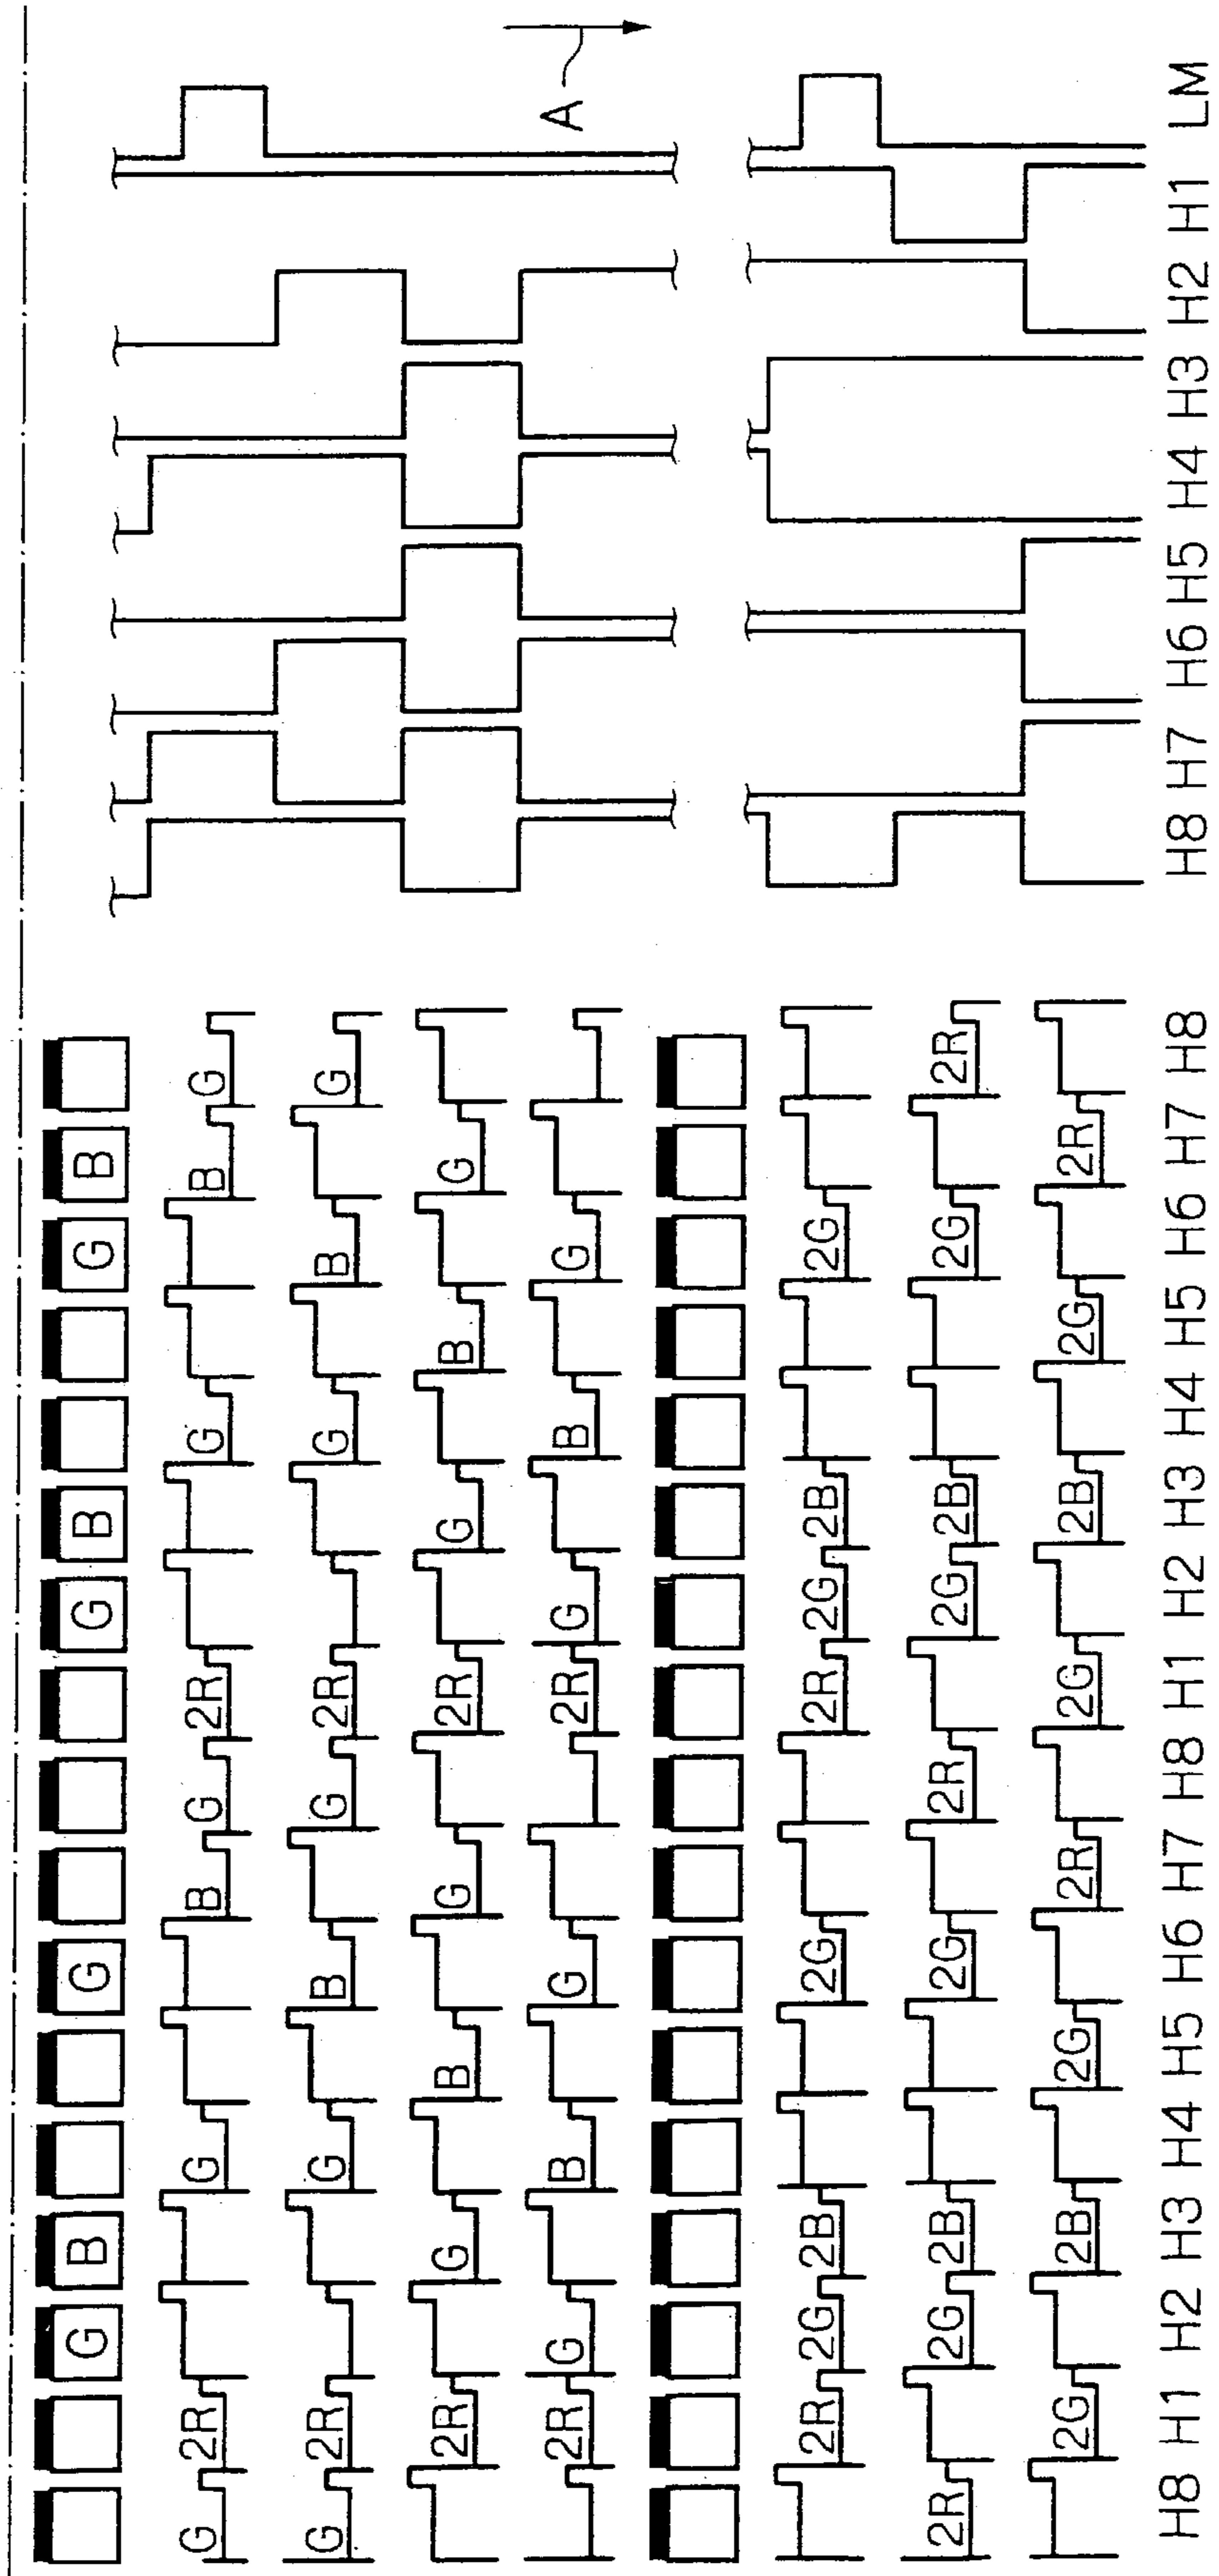 G B G G B G B
G 2R G B G 2R G B G
G 2R G B G 2R G B G
2R G B G 2R G B G
2R G B G 2R G B G A
2R 2G 2B 2G 2R 2G 2B 2G
2R 2G 2B 2G 2R 2G 2B 2G 2R
2G 2B 2G 2R 2G 2B 2G 2R
H8 H1 H2 H3 H4 H5 H6 H7 H8 H1 H2 H3 H4 H5 H6 H7 H8 H8 H7 H6 H5 H4 H3 H2 H1 LM